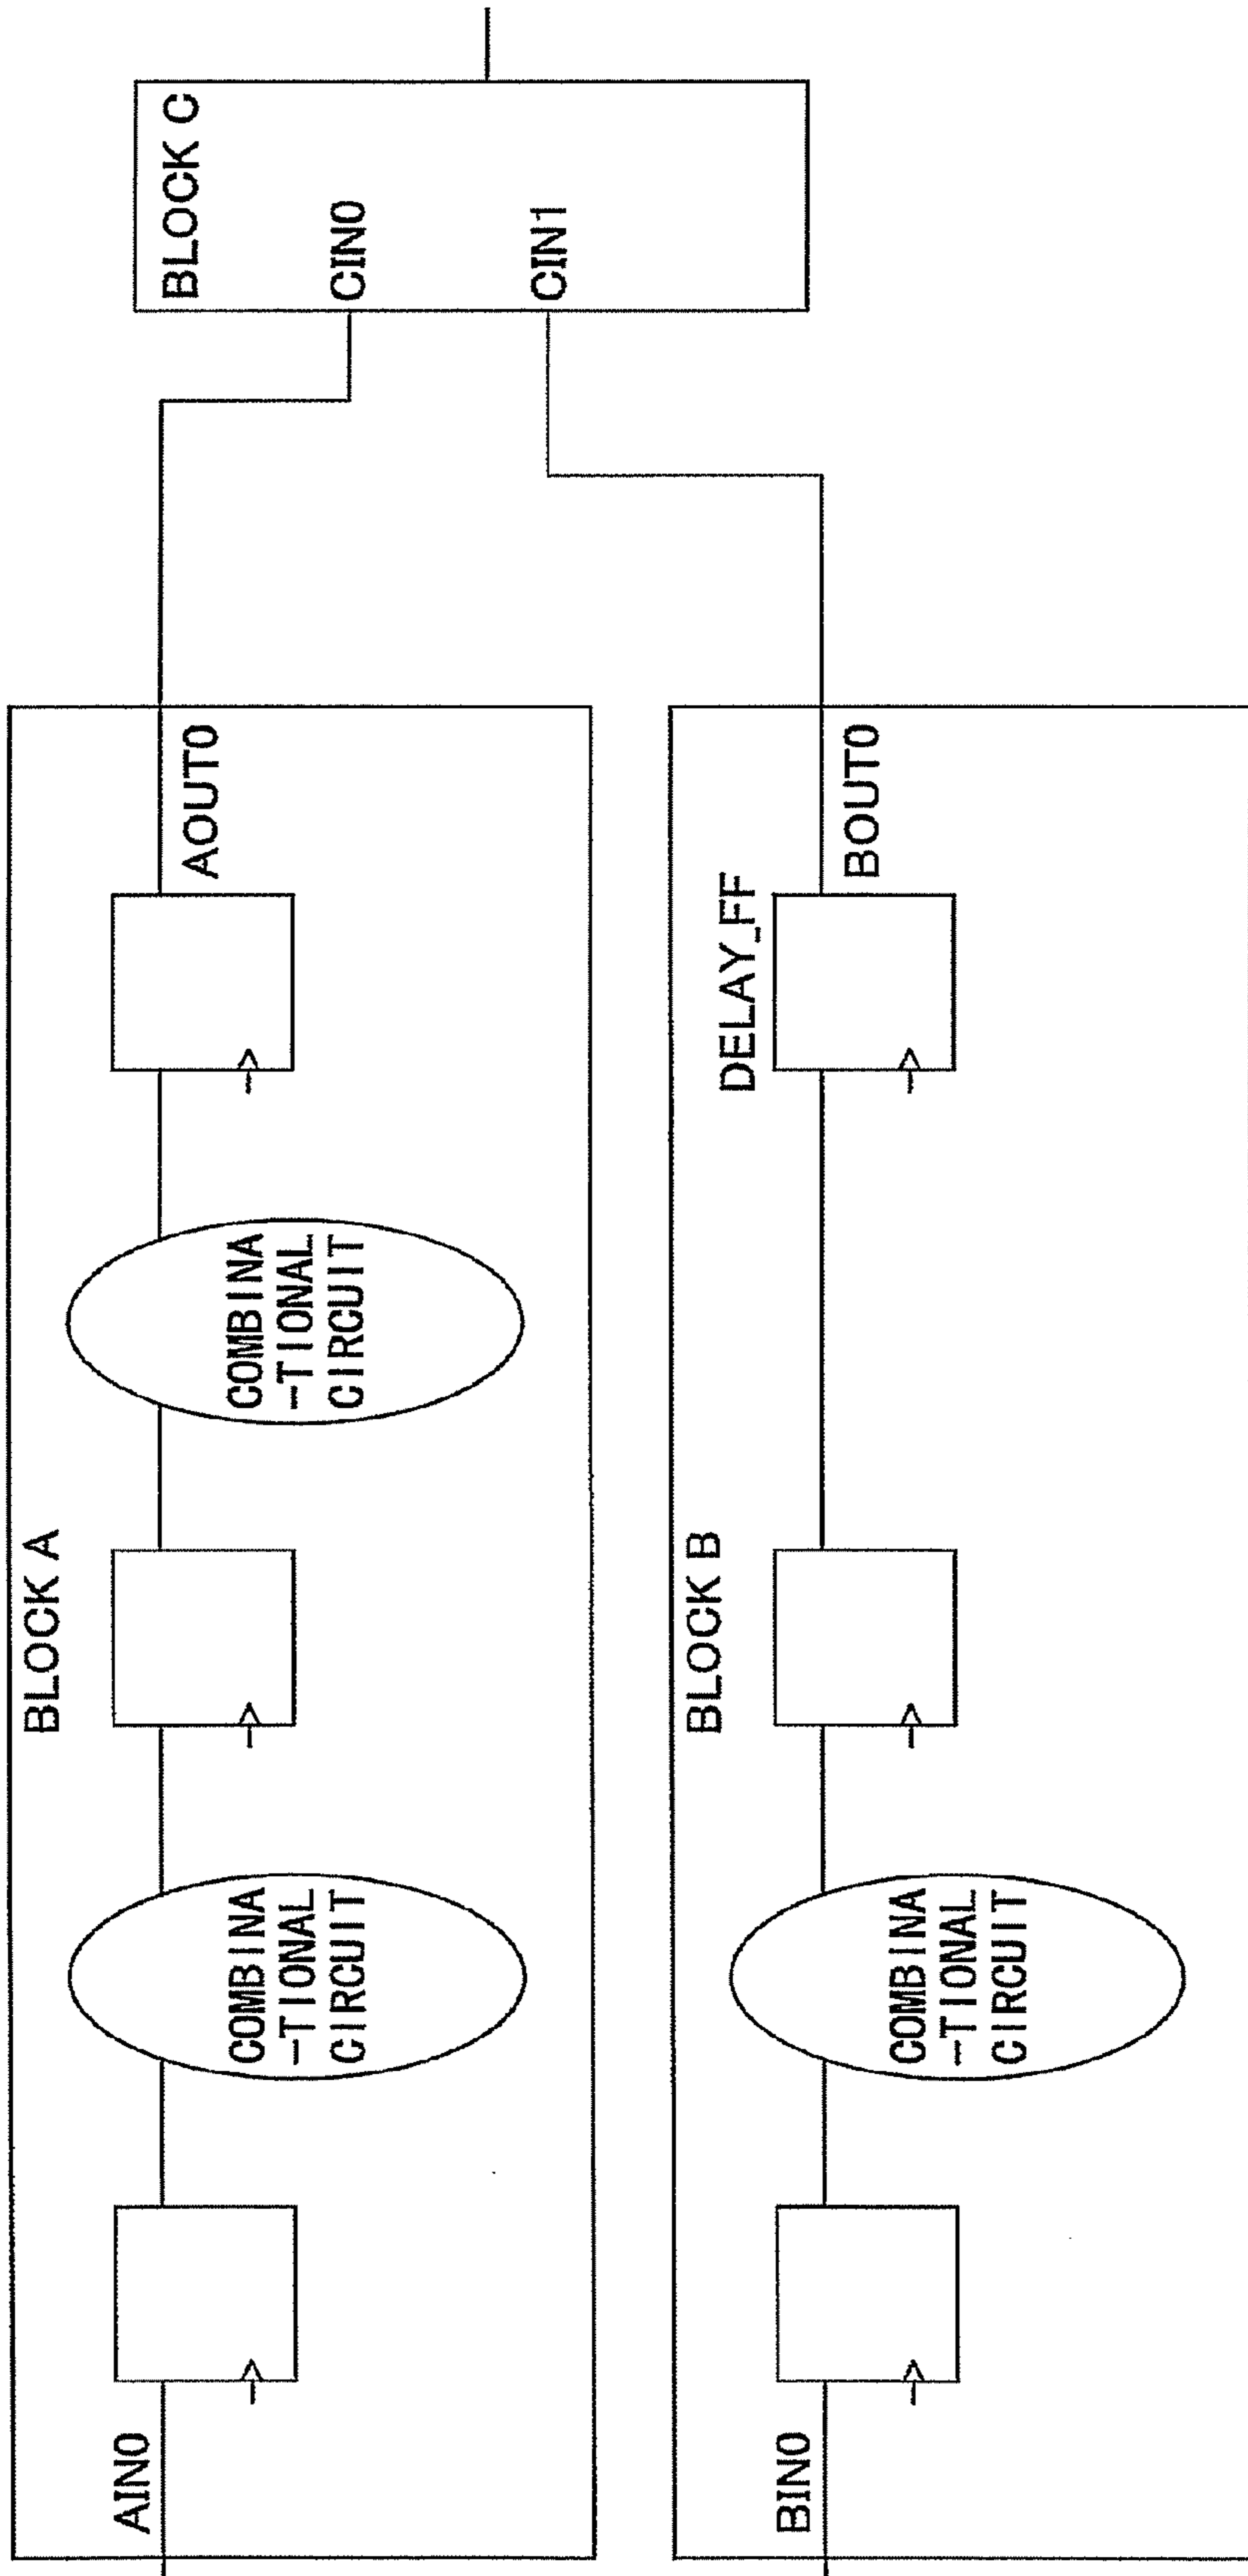 BLOCK A
AIN0
COMBINA
-TIONAL
CIRCUIT
COMBINA
-TIONAL
CIRCUIT
AOUT0
BLOCK C
CIN0
CIN1
BLOCK B
BIN0
COMBINA
-TIONAL
CIRCUIT
DELAY_FF
BOUT0